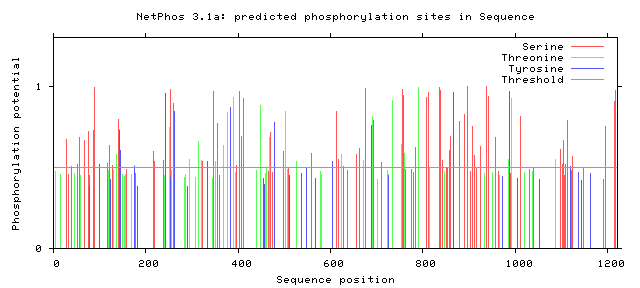 NetPhos 3.1a: predicted phosphorylation sites in Sequence
Phosphorylation potential
Serine
Threonine
Tyrosine
Threshold
1
0
0 200 400 600 800 1000 1200
Sequence position